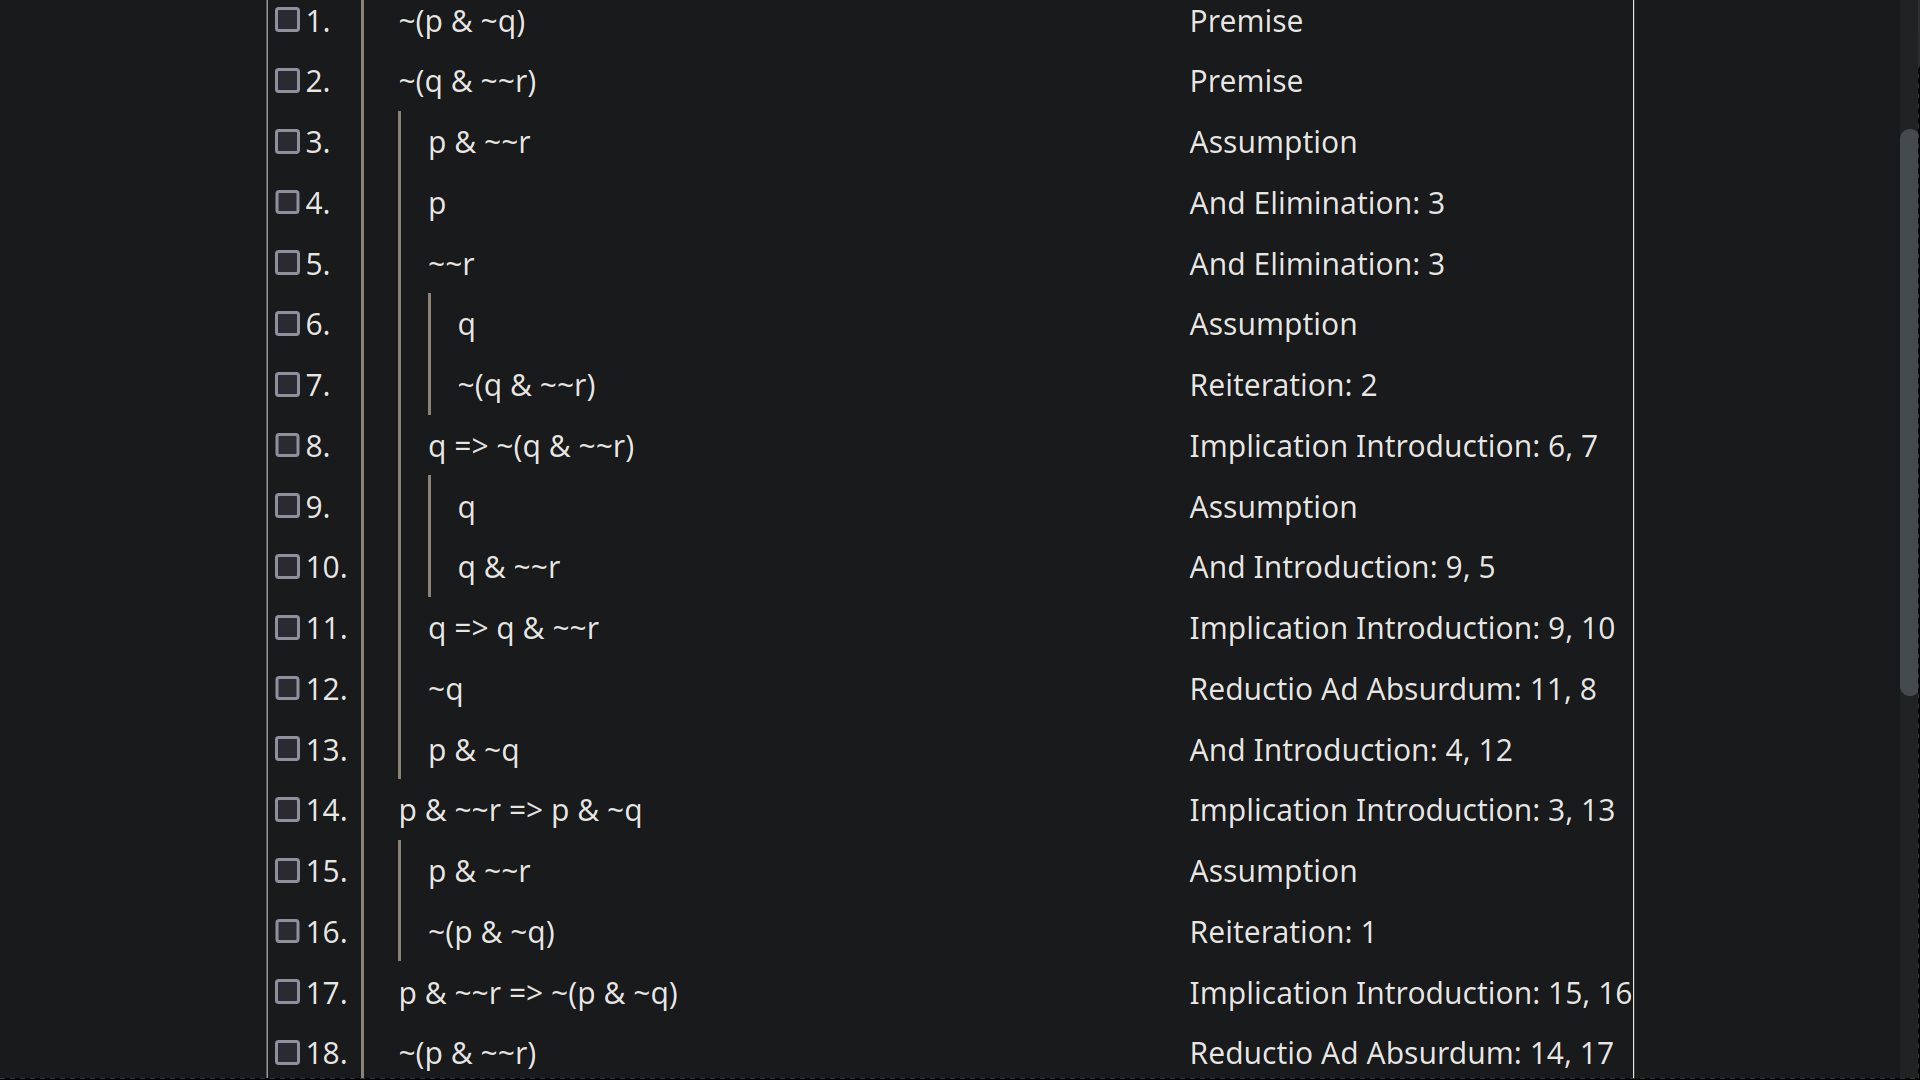 1. ~(p & ~q) Premise
2. ~(q & ~~r) Premise
3. p & ~~r Assumption
4. p And Elimination: 3
5. ~~r And Elimination: 3
6. q Assumption
7. ~(q & ~~r) Reiteration: 2
8. q => ~(q & ~~r) Implication Introduction: 6, 7
9. q Assumption
10. q & ~~r And Introduction: 9, 5
11. q => q & ~~r Implication Introduction: 9, 10
12. ~q Reductio Ad Absurdum: 11, 8
13. p & ~q And Introduction: 4, 12
14. p & ~~r => p & ~q Implication Introduction: 3, 13
15. p & ~~r Assumption
16. ~(p & ~q) Reiteration: 1
17. p & ~~r => ~(p & ~q) Implication Introduction: 15, 16
18. ~(p & ~~r) Reductio Ad Absurdum: 14, 17